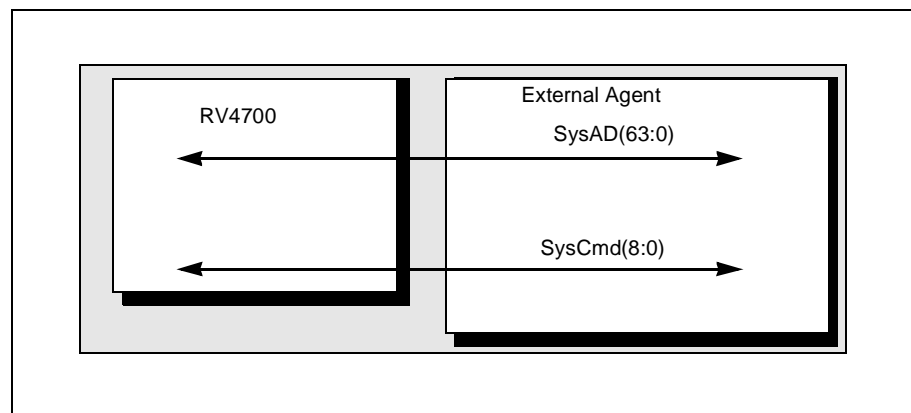 RV4700
External Agent
SysAD(63:0)
SysCmd(8:0)